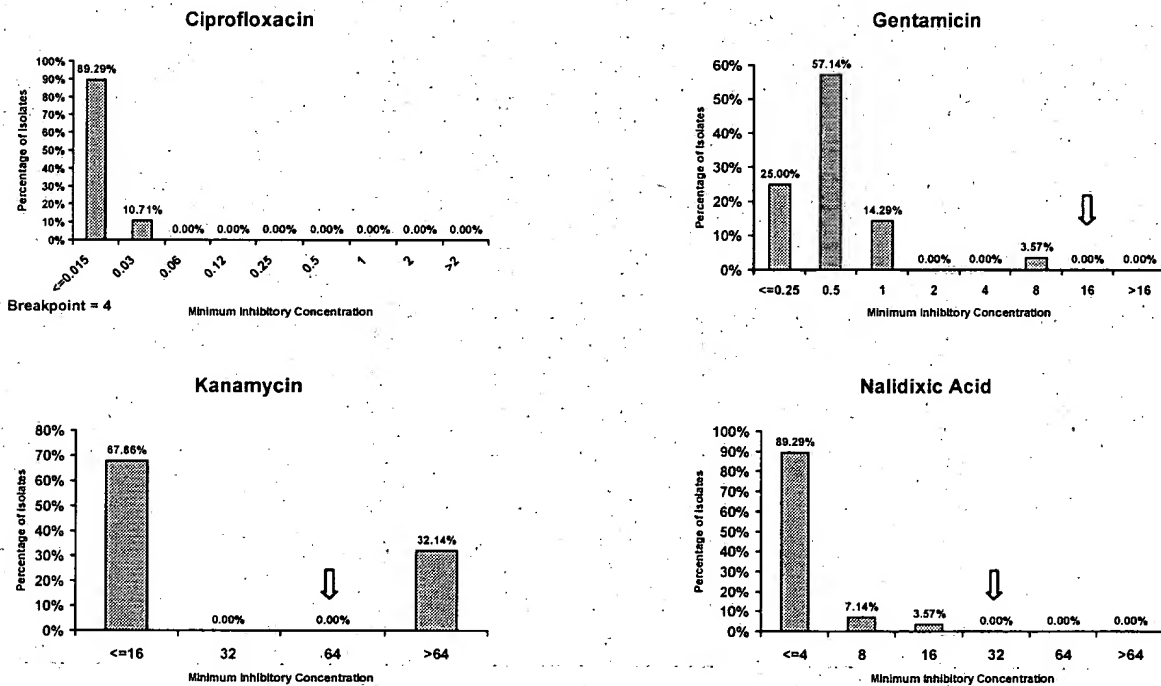 Ciprofloxacin
Percentage of Isolates
100%
90%
80%
70%
60%
50%
40%
30%
20%
10%
0%
89.29%
10.71%
0.00% 0.00% 0.00% 0.00% 0.00% 0.00% 0.00%
<=0.015 0.03 0.06 0.12 0.25 0.5 1 2 >2
Breakpoint = 4
Minimum Inhibitory Concentration
Gentamicin
Percentage of Isolates
60%
50%
40%
30%
20%
10%
0%
25.00% 57.14% 14.29% 0.00% 0.00% 3.57% 0.00% 0.00%
<=0.25 0.5 1 2 4 8 16 >16
Minimum Inhibitory Concentration
Kanamycin
Percentage of Isolates
80%
70%
60%
50%
40%
30%
20%
10%
0%
67.86% 0.00% 0.00% 32.14%
<=16 32 64 >64
Minimum Inhibitory Concentration
Nalidixic Acid
Percentage of Isolates
100%
90%
80%
70%
60%
50%
40%
30%
20%
10%
0%
89.29% 7.14% 3.57% 0.00% 0.00% 0.00%
<=4 8 16 32 64 >64
Minimum Inhibitory Concentration